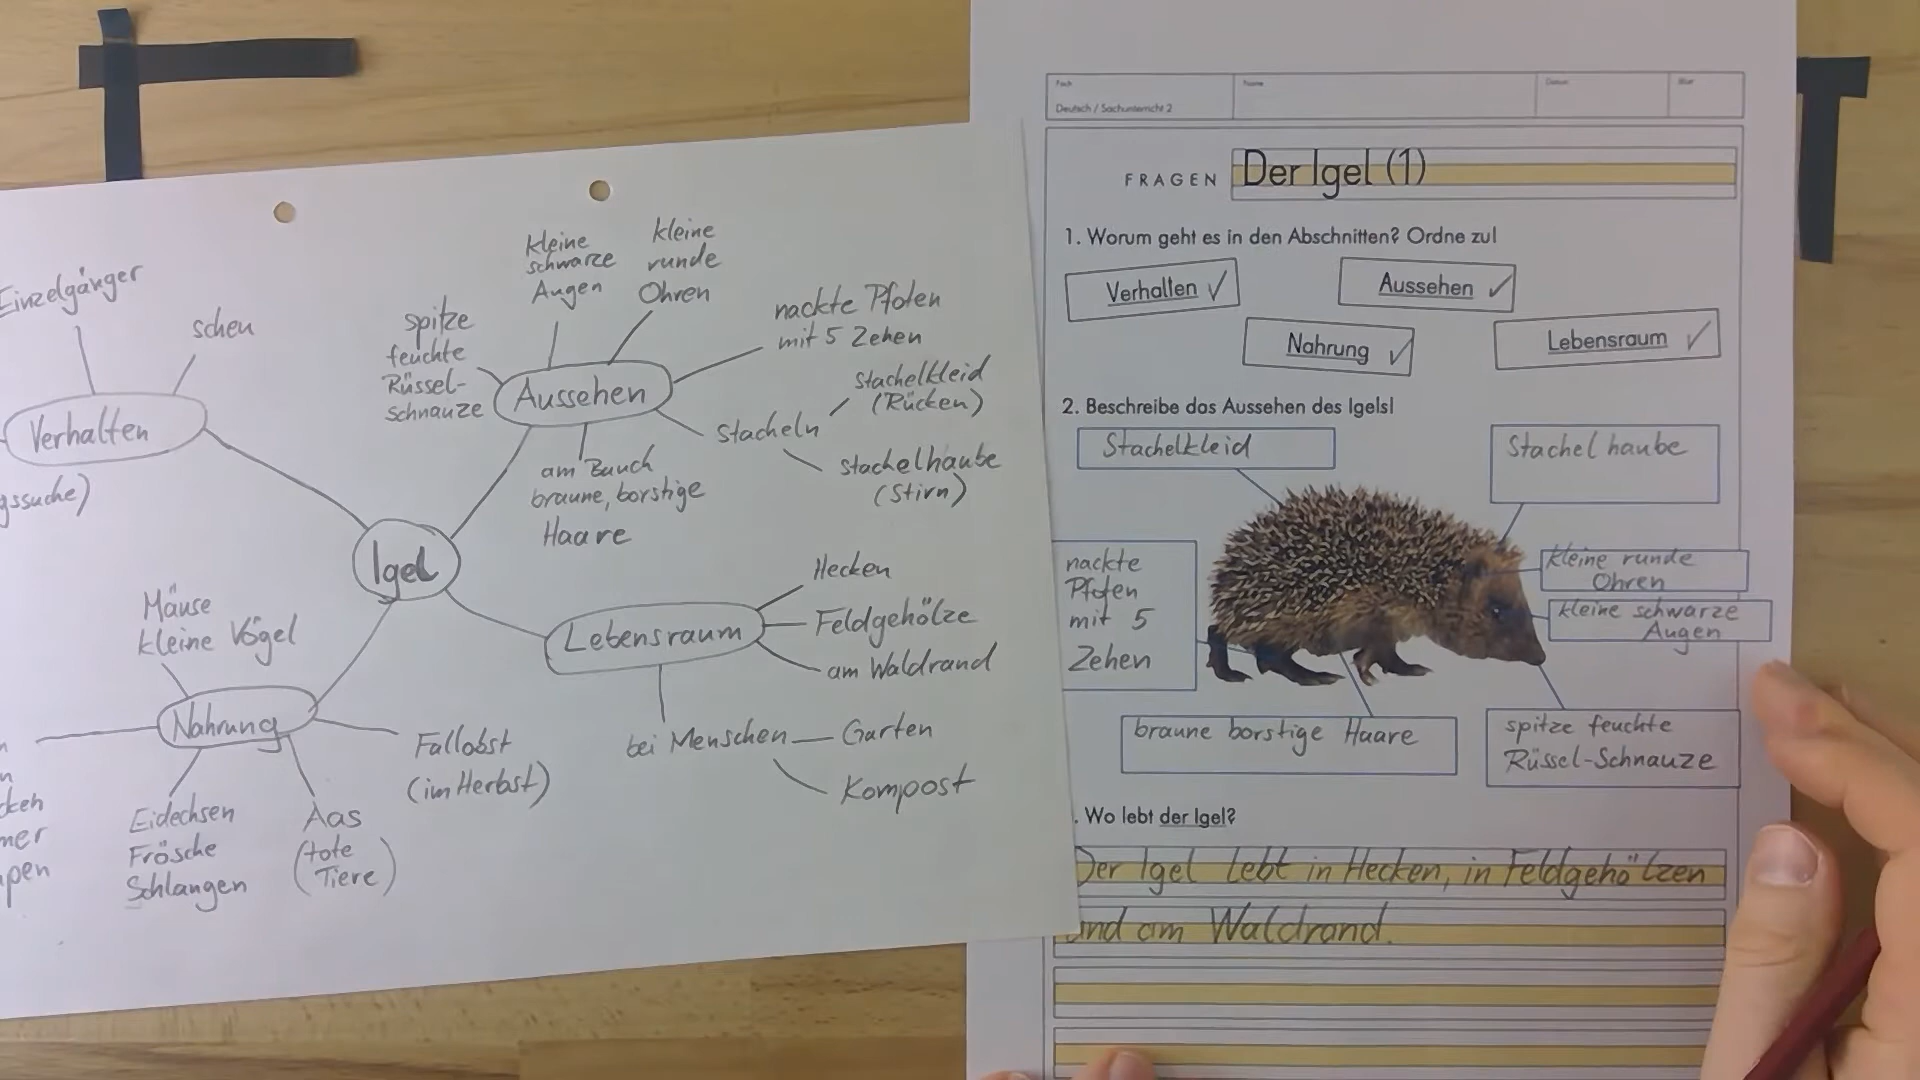 Einzelgänger
scheu
Verhalten
gssuche)
kleine
schwarze
Augen
kleine
runde
Ohren
spitze
feuchte
Rüssel-
schnauze
Aussehen
nackte Pfoten
mit 5 Zehen
Stacheln
Stachelkleid
(Rücken)
Stachelhaube
(Stirn)
am Bauch
braune, borstige
Haare
Igel
Mäuse
kleine Vögel
Nahrung
Fallobst
(im Herbst)
Eidechsen
Frösche
Schlangen
Aas
(tote
Tiere)
Lebensraum
Hecken
Feldgehölze
am Waldrand
bei Menschen
Garten
Kompost
Fach
Name
Datum
Blatt
Deutsch / Sachunterricht 2
FRAGEN Der Igel (1)
1. Worum geht es in den Abschnitten? Ordne zu!
Verhalten ✓
Aussehen ✓
Nahrung ✓
Lebensraum ✓
2. Beschreibe das Aussehen des Igels!
Stachelkleid
Stachelhaube
nackte
Pfoten
mit 5
Zehen
kleine runde
Ohren
kleine schwarze
Augen
braune borstige Haare
spitze feuchte
Rüssel-Schnauze
. Wo lebt der Igel?
Der Igel lebt in Hecken, in Feldgehölzen
und am Waldrand.